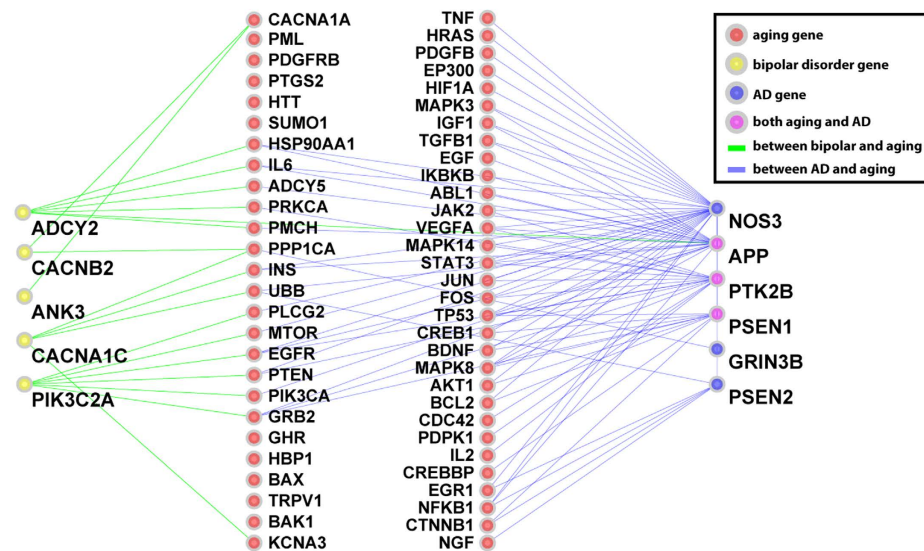 ADCY2
CACNB2
ANK3
CACNA1C
PIK3C2A
CACNA1A
PML
PDGFRB
PTGS2
HTT
SUMO1
HSP90AA1
IL6
ADCY5
PRKCA
PMCH
PPP1CA
INS
UBB
PLCG2
MTOR
EGFR
PTEN
PIK3CA
GRB2
GHR
HBP1
BAX
TRPV1
BAK1
KCNA3
TNF
HRAS
PDGFB
EP300
HIF1A
MAPK3
IGF1
TGFB1
EGF
IKBKB
ABL1
JAK2
VEGFA
MAPK14
STAT3
JUN
FOS
TP53
CREB1
BDNF
MAPK8
AKT1
BCL2
CDC42
PDPK1
IL2
CREBBP
EGR1
NFKB1
CTNNB1
NGF
NOS3
APP
PTK2B
PSEN1
GRIN3B
PSEN2
aging gene
bipolar disorder gene
AD gene
both aging and AD
between bipolar and aging
between AD and aging